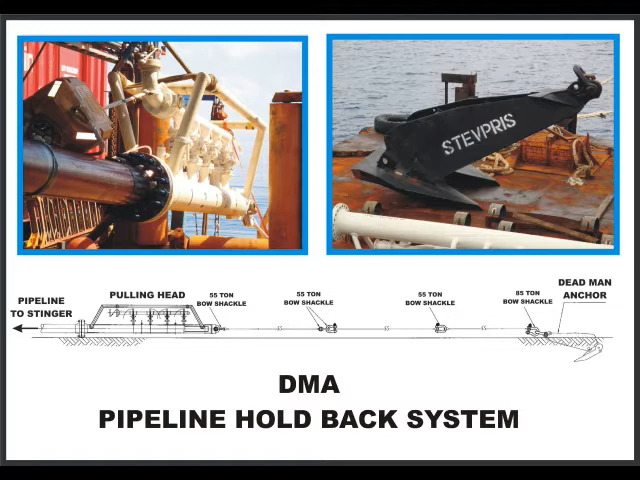 STEVPRIS
PIPELINE
TO STINGER
PULLING HEAD
55 TON
BOW SHACKLE
55 TON
BOW SHACKLE
55 TON
BOW SHACKLE
85 TON
BOW SHACKLE
DEAD MAN
ANCHOR
DMA
PIPELINE HOLD BACK SYSTEM